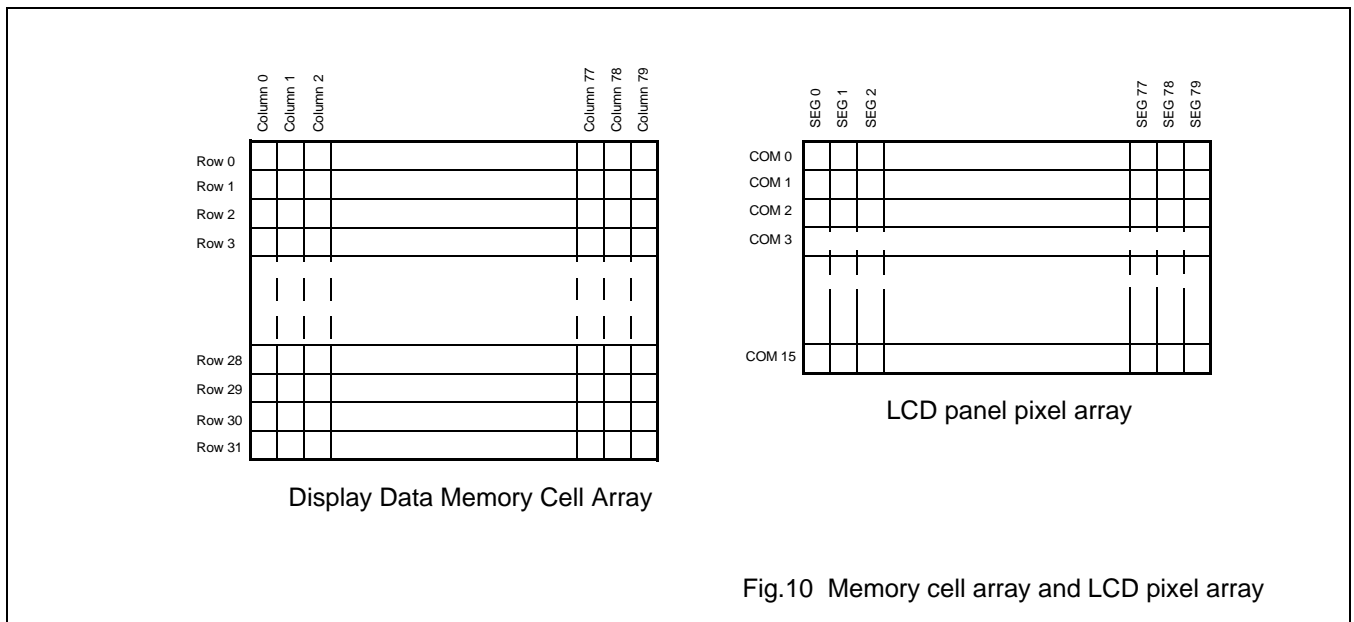 Column 0
Column 1
Column 2
Column 77
Column 78
Column 79
Row 0
Row 1
Row 2
Row 3
Row 28
Row 29
Row 30
Row 31
Display Data Memory Cell Array
SEG 0
SEG 1
SEG 2
SEG 77
SEG 78
SEG 79
COM 0
COM 1
COM 2
COM 3
COM 15
LCD panel pixel array
Fig.10 Memory cell array and LCD pixel array